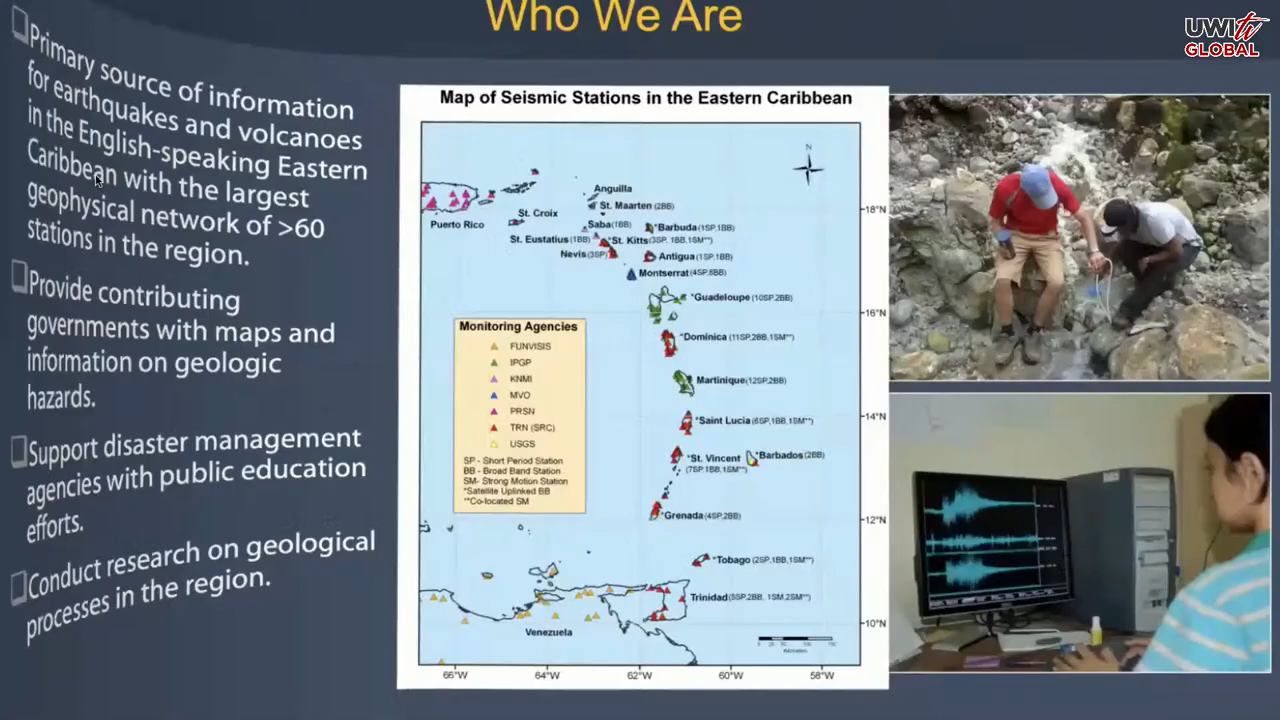 Who We Are
UWI tv
GLOBAL
Primary source of information
for earthquakes and volcanoes
in the English-speaking Eastern
Caribbean with the largest
geophysical network of >60
stations in the region.
Provide contributing
governments with maps and
information on geologic
hazards.
Support disaster management
agencies with public education
efforts.
Conduct research on geological
processes in the region.
Map of Seismic Stations in the Eastern Caribbean
N
Anguilla
St. Maarten (2BB)
St. Croix
Puerto Rico
Saba (1BB)
*Barbuda (1SP,1BB)
St. Eustatius (1BB)
*St. Kitts (3SP, 1BB,1SM**)
Nevis (3SP)
Antigua (1SP,1BB)
Montserrat (4SP,8BB)
*Guadeloupe (10SP,2BB)
*Dominica (11SP,2BB,1SM**)
Martinique (12SP,2BB)
*Saint Lucia (6SP,1BB,1SM**)
*St. Vincent
(7SP,1BB,1SM**)
*Barbados (2BB)
*Grenada (4SP,2BB)
*Tobago (2SP,1BB,1SM**)
Trinidad (5SP,2BB, 1SM,2SM**)
Venezuela
Monitoring Agencies
FUNVISIS
IPGP
KNMI
MVO
PRSN
TRN (SRC)
USGS
SP - Short Period Station
BB - Broad Band Station
SM- Strong Motion Station
*Satellite Uplinked BB
**Co-located SM
18°N
16°N
14°N
12°N
10°N
66°W
64°W
62°W
60°W
58°W